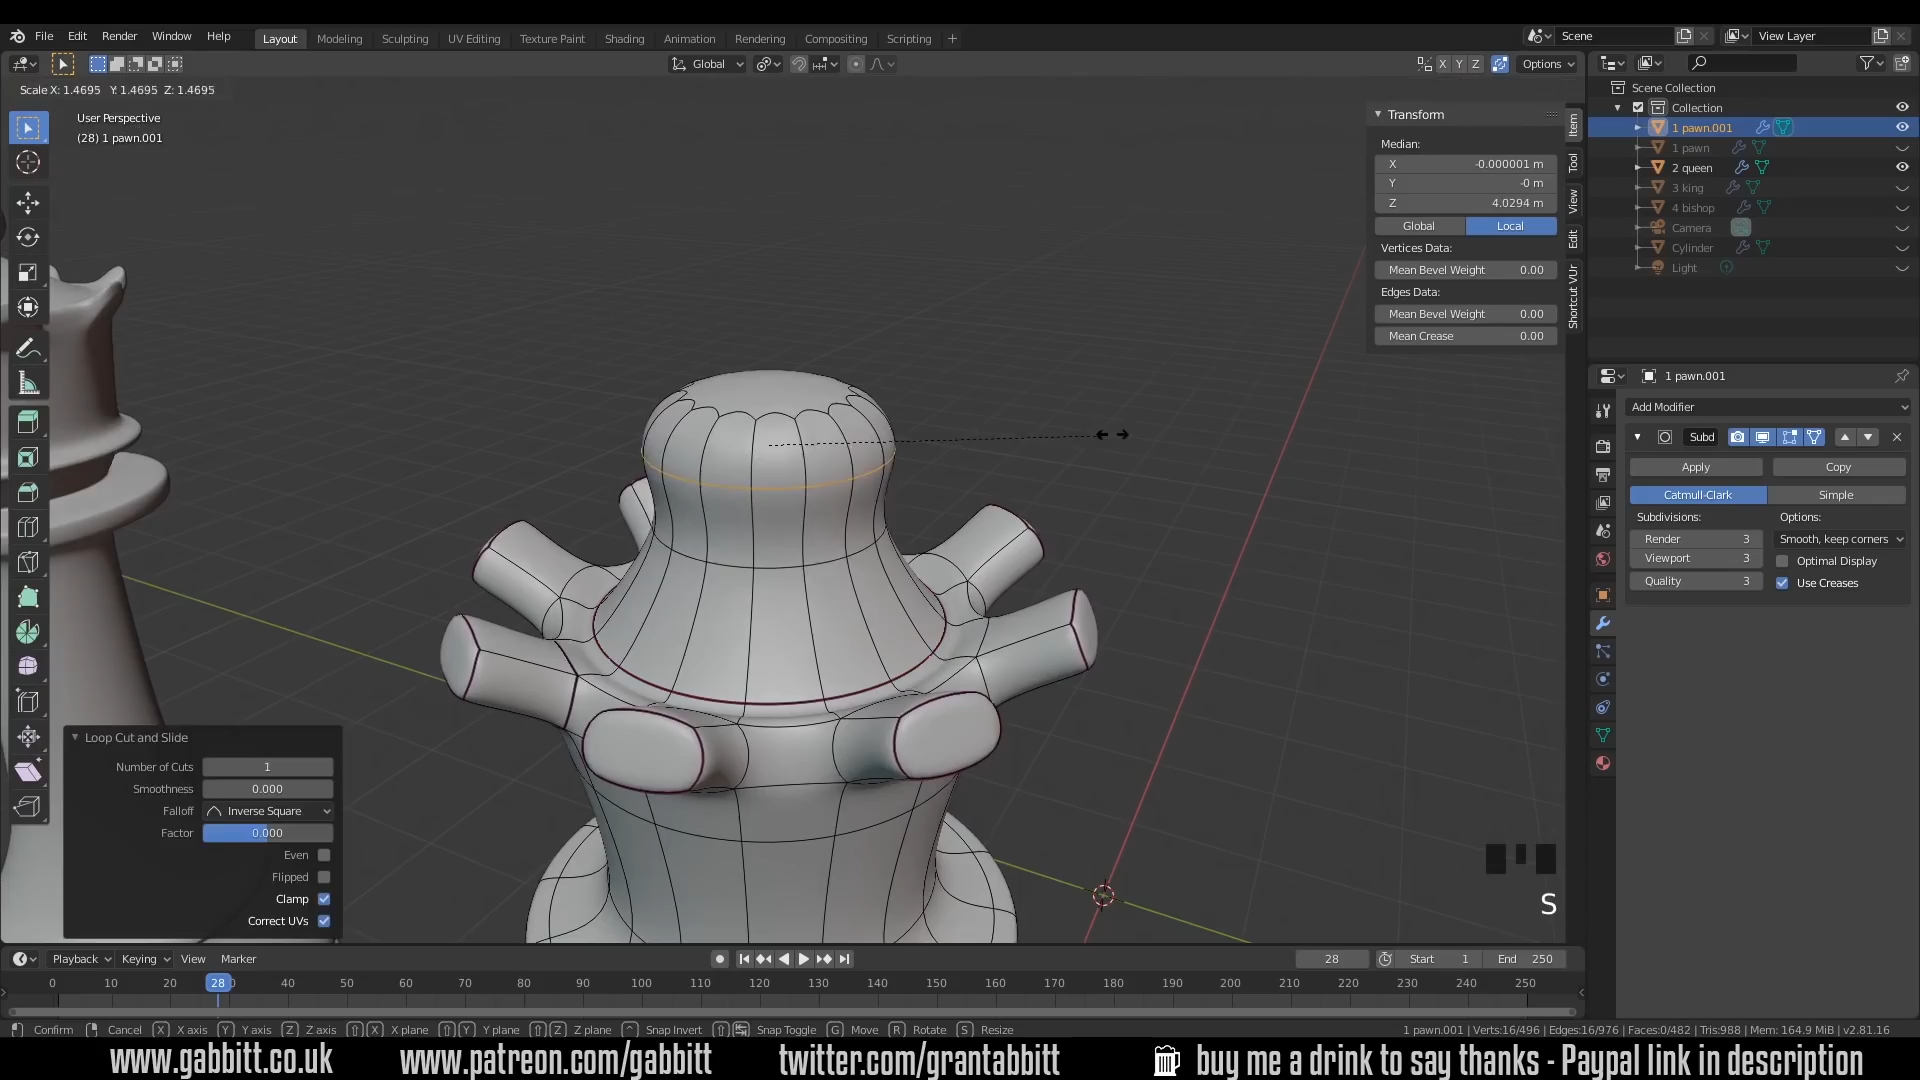 File Edit Render Window Help
Layout Modeling Sculpting UV Editing Texture Paint Shading Animation Rendering Compositing Scripting +
Scene
View Layer
Global
X Y Z
Options
Scale X: 1.4695 Y: 1.4695 Z: 1.4695
User Perspective
(28) 1 pawn.001
Transform
Median:
X -0.000001 m
Y -0 m
Z 4.0294 m
Global Local
Vertices Data:
Mean Bevel Weight 0.00
Edges Data:
Mean Bevel Weight 0.00
Mean Crease 0.00
Item
Tool
View
Edit
Shortcut VUr
Scene Collection
Collection
1 pawn.001
1 pawn
2 queen
3 king
4 bishop
Camera
Cylinder
Light
1 pawn.001
Add Modifier
Subd
Apply Copy
Catmull-Clark Simple
Subdivisions: Options:
Render 3 Smooth, keep corners
Viewport 3 Optimal Display
Quality 3 Use Creases
Loop Cut and Slide
Number of Cuts 1
Smoothness 0.000
Falloff Inverse Square
Factor 0.000
Even
Flipped
Clamp
Correct UVs
S
Playback Keying View Marker
28 Start 1 End 250
0 10 20 28 40 50 60 70 80 90 100 110 120 130 140 150 160 170 180 190 200 210 220 230 240 250
Confirm Cancel X X axis Y Y axis Z Z axis X X plane Y Y plane Z Z plane ^ Snap Invert Snap Toggle G Move R Rotate S Resize
1 pawn.001 | Verts:16/496 | Edges:16/976 | Faces:0/482 | Tris:988 | Mem: 164.9 MiB | v2.81.16
www.gabbitt.co.uk www.patreon.com/gabbitt twitter.com/grantabbitt buy me a drink to say thanks - Paypal link in description